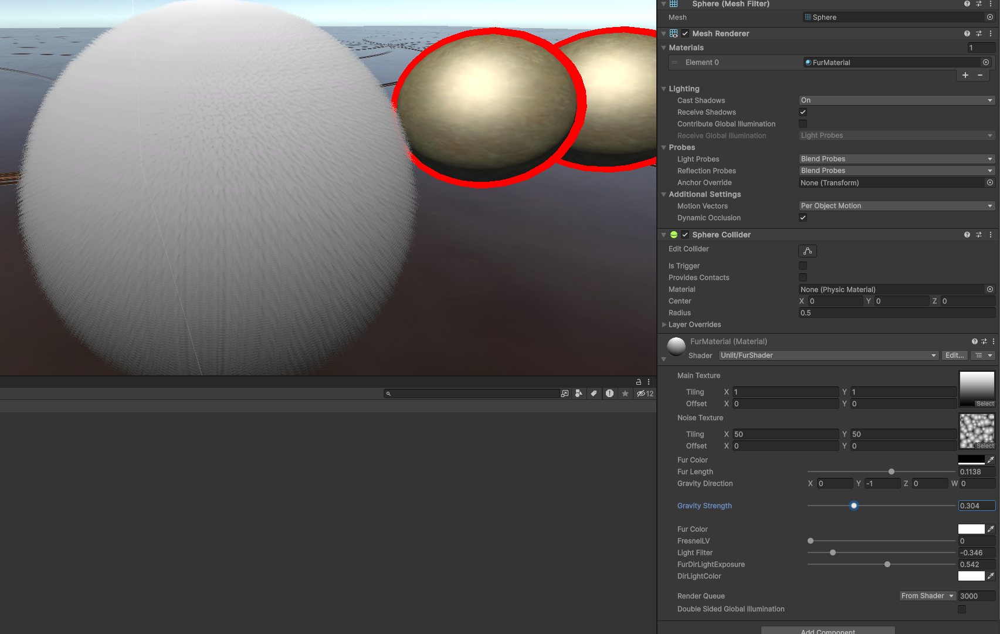 Sphere (Mesh Filter)
Mesh Sphere
Mesh Renderer
Materials 1
Element 0 FurMaterial
+ −
Lighting
Cast Shadows On
Receive Shadows
Contribute Global Illumination
Receive Global Illumination Light Probes
Probes
Light Probes Blend Probes
Reflection Probes Blend Probes
Anchor Override None (Transform)
Additional Settings
Motion Vectors Per Object Motion
Dynamic Occlusion
Sphere Collider
Edit Collider
Is Trigger
Provides Contacts
Material None (Physic Material)
Center X 0 Y 0 Z 0
Radius 0.5
Layer Overrides
FurMaterial (Material)
Shader Unlit/FurShader Edit...
Main Texture
Tiling X 1 Y 1
Offset X 0 Y 0 Select
Noise Texture
Tiling X 50 Y 50
Offset X 0 Y 0 Select
Fur Color
Fur Length 0.1138
Gravity Direction X 0 Y -1 Z 0 W 0
Gravity Strength 0.304
Fur Color
FresnelLV 0
Light Filter -0.346
FurDirLightExposure 0.542
DirLightColor
Render Queue From Shader 3000
Double Sided Global Illumination
Add Component
12